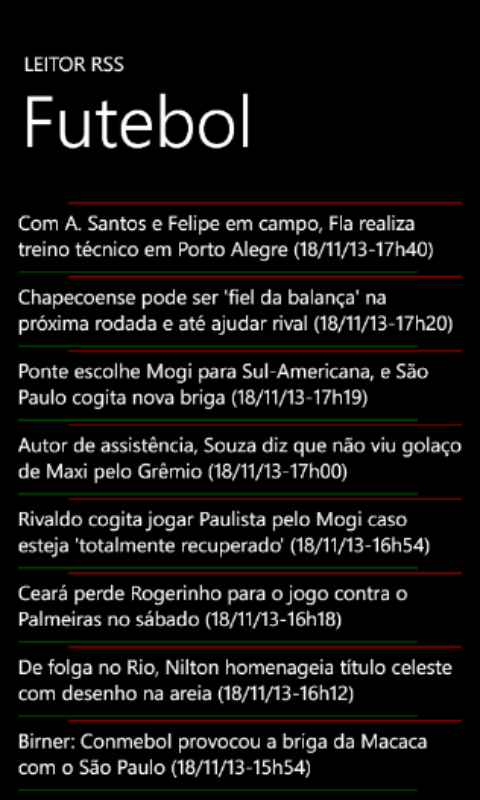 LEITOR RSS
Futebol
Com A. Santos e Felipe em campo, Fla realiza
treino técnico em Porto Alegre (18/11/13-17h40)
Chapecoense pode ser 'fiel da balança' na
próxima rodada e até ajudar rival (18/11/13-17h20)
Ponte escolhe Mogi para Sul-Americana, e São
Paulo cogita nova briga (18/11/13-17h19)
Autor de assistência, Souza diz que não viu golaço
de Maxi pelo Grêmio (18/11/13-17h00)
Rivaldo cogita jogar Paulista pelo Mogi caso
esteja 'totalmente recuperado' (18/11/13-16h54)
Ceará perde Rogerinho para o jogo contra o
Palmeiras no sábado (18/11/13-16h18)
De folga no Rio, Nilton homenageia título celeste
com desenho na areia (18/11/13-16h12)
Birner: Conmebol provocou a briga da Macaca
com o São Paulo (18/11/13-15h54)